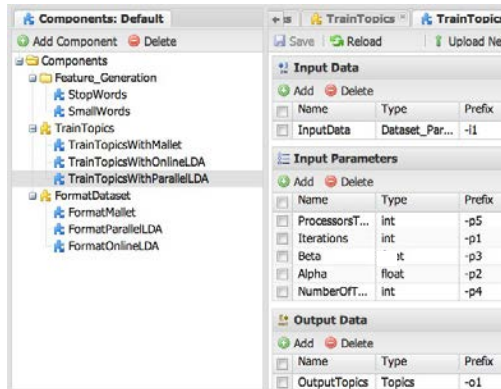 Components: Default
Add Component Delete
Components
Feature_Generation
StopWords
SmallWords
TrainTopics
TrainTopicsWithMallet
TrainTopicsWithOnlineLDA
TrainTopicsWithParallelLDA
FormatDataset
FormatMallet
FormatParallelLDA
FormatOnlineLDA
TrainTopics TrainTopic
Save Reload Upload Ne
Input Data
Add Delete
Name Type Prefix
InputData Dataset_Par... -i1
Input Parameters
Add Delete
Name Type Prefix
ProcessorsT... int -p5
Iterations int -p1
Beta -p3
Alpha float -p2
NumberOfT... int -p4
Output Data
Add Delete
Name Type Prefix
OutputTopics Topics -o1